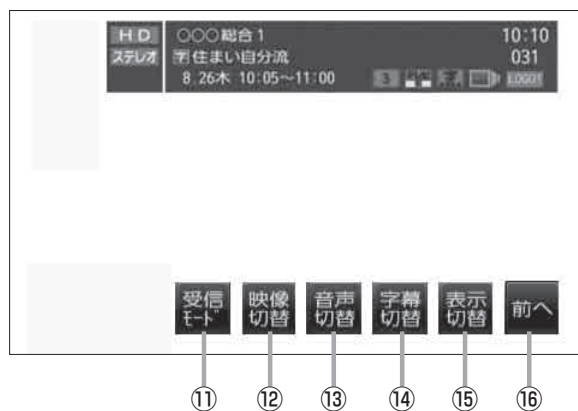 HD
○○○総合1
10:10
ステレオ
字住まい自分流
031
8.26木 10:05～11:00
LOGO1
受信モード
映像切替
音声切替
字幕切替
表示切替
前へ
⑪
⑫
⑬
⑭
⑮
⑯